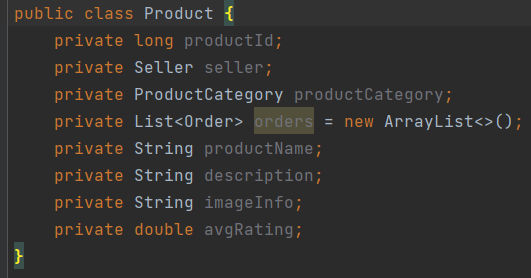 public class Product {
private long productId;
private Seller seller;
private ProductCategory productCategory;
private List<Order> orders = new ArrayList<>();
private String productName;
private String description;
private String imageInfo;
private double avgRating;
}